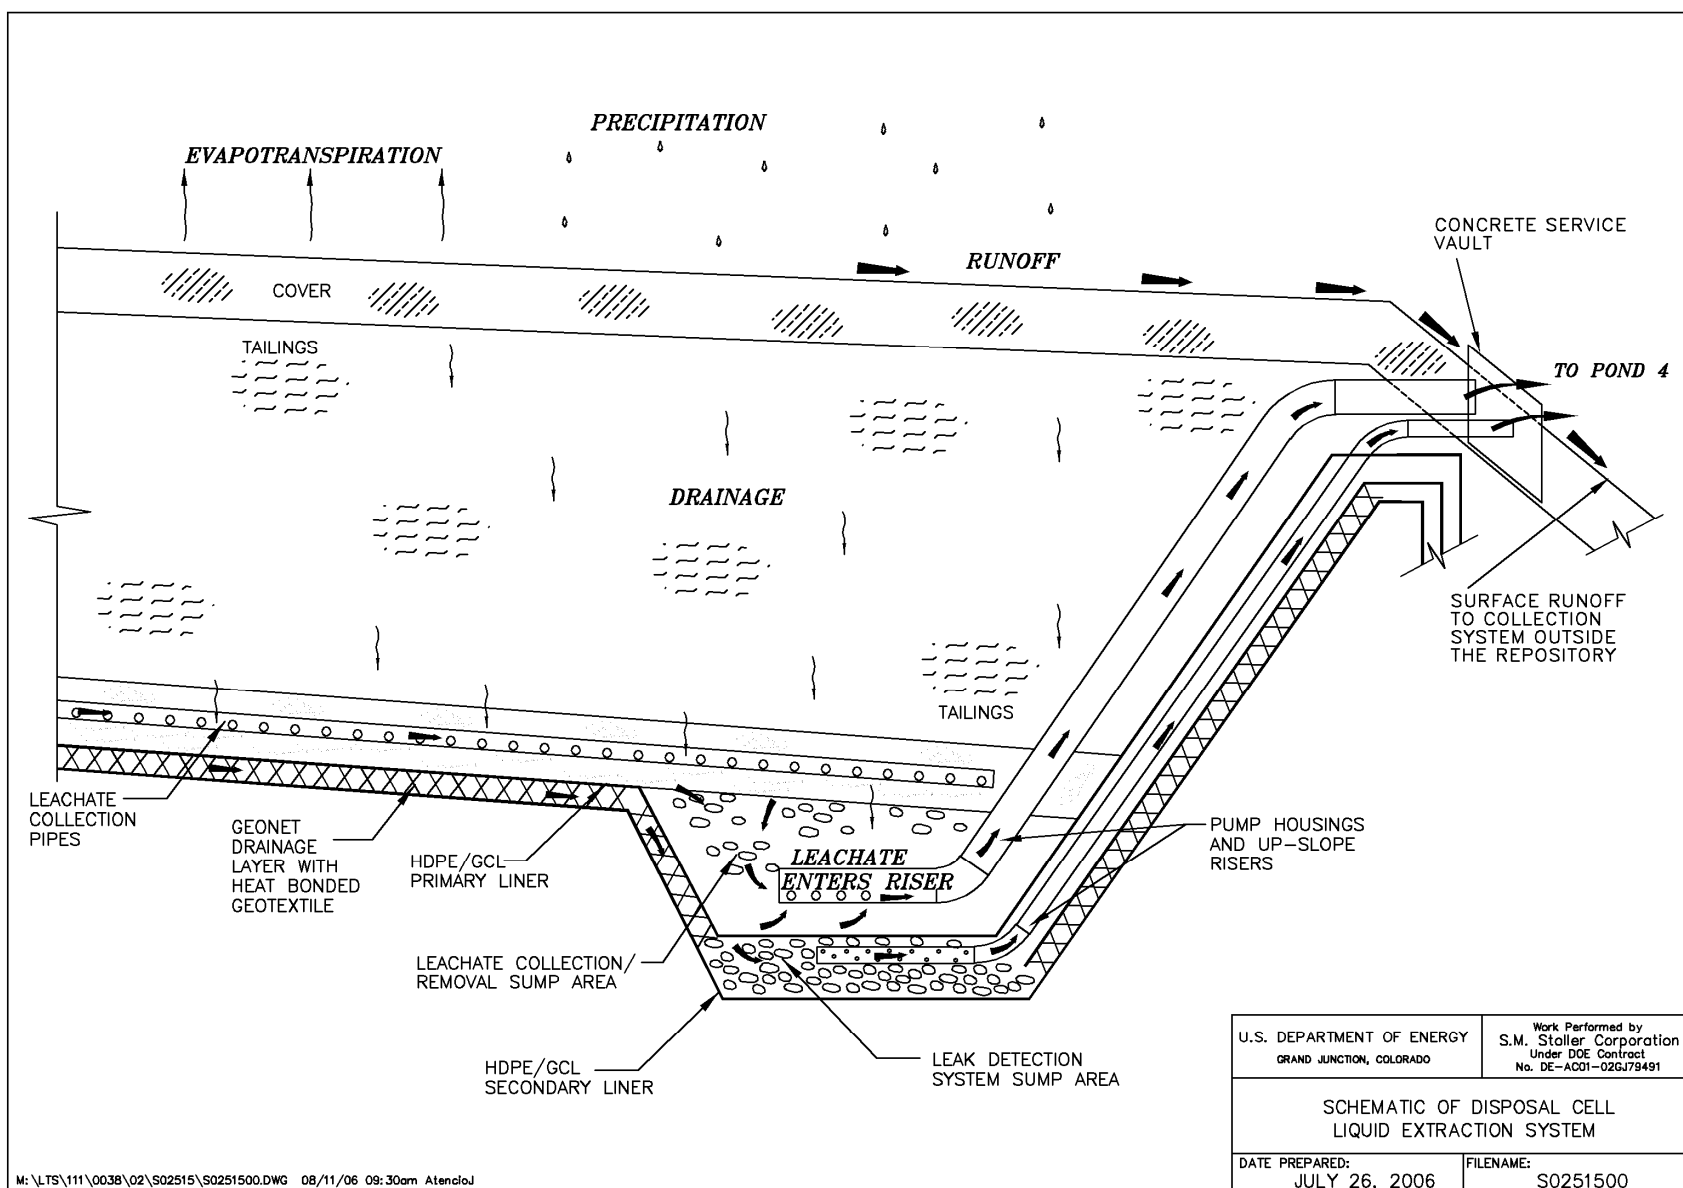 PRECIPITATION
EVAPOTRANSPIRATION
CONCRETE SERVICE
VAULT
RUNOFF
COVER
TAILINGS
TO POND 4
DRAINAGE
SURFACE RUNOFF
TO COLLECTION
SYSTEM OUTSIDE
THE REPOSITORY
TAILINGS
LEACHATE
COLLECTION
PIPES
GEONET
DRAINAGE
LAYER WITH
HEAT BONDED
GEOTEXTILE
HDPE/GCL
PRIMARY LINER
LEACHATE
ENTERS RISER
PUMP HOUSINGS
AND UP-SLOPE
RISERS
LEACHATE COLLECTION/
REMOVAL SUMP AREA
HDPE/GCL
SECONDARY LINER
LEAK DETECTION
SYSTEM SUMP AREA
U.S. DEPARTMENT OF ENERGY
GRAND JUNCTION, COLORADO
Work Performed by
S.M. Stoller Corporation
Under DOE Contract
No. DE-AC01-02GJ79491
SCHEMATIC OF DISPOSAL CELL
LIQUID EXTRACTION SYSTEM
DATE PREPARED:
JULY 26, 2006
FILENAME:
S0251500
M:\LTS\111\0038\02\S02515\S0251500.DWG 08/11/06 09:30am AtencioJ